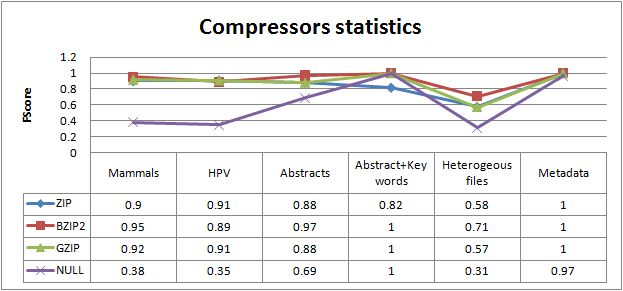 Compressors statistics
FScore
1.2
1
0.8
0.6
0.4
0.2
0
Mammals HPV Abstracts Abstract+Key words Heterogeous files Metadata
ZIP 0.9 0.91 0.88 0.82 0.58 1
BZIP2 0.95 0.89 0.97 1 0.71 1
GZIP 0.92 0.91 0.88 1 0.57 1
NULL 0.38 0.35 0.69 1 0.31 0.97